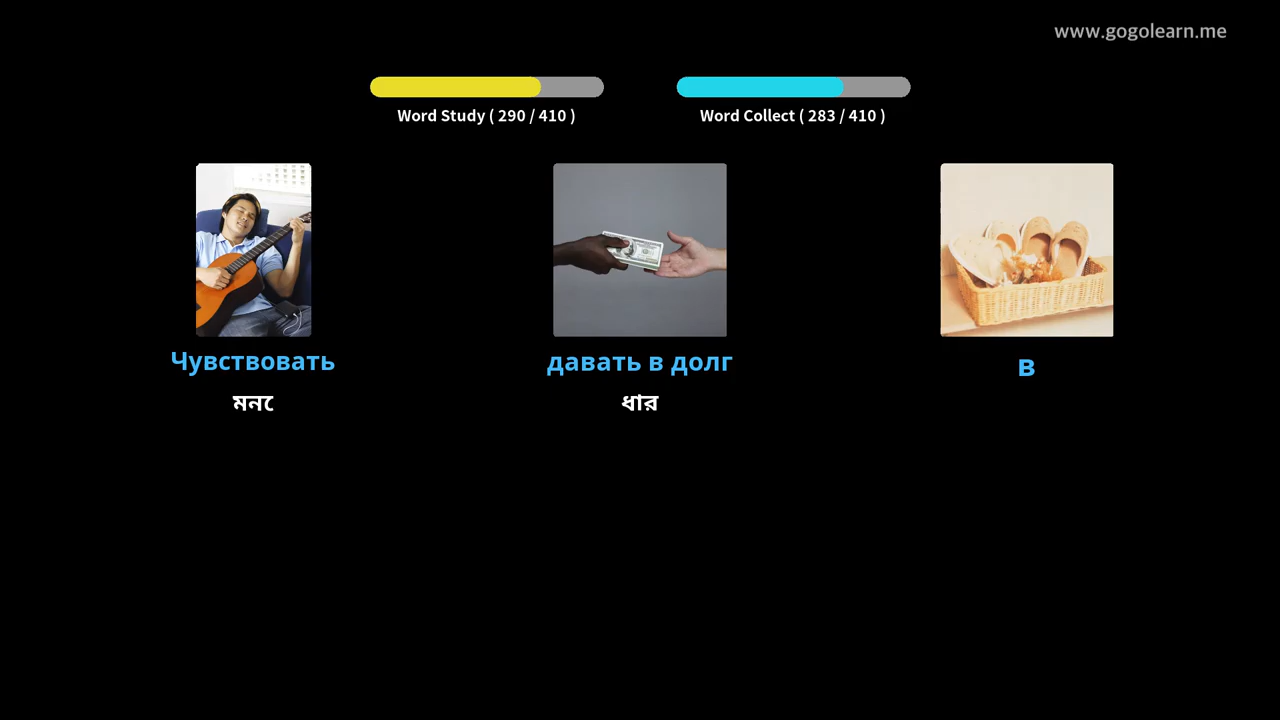 www.gogolearn.me
Word Study ( 290 / 410 )
Word Collect ( 283 / 410 )
Чувствовать
давать в долг
в
মনে
ধার